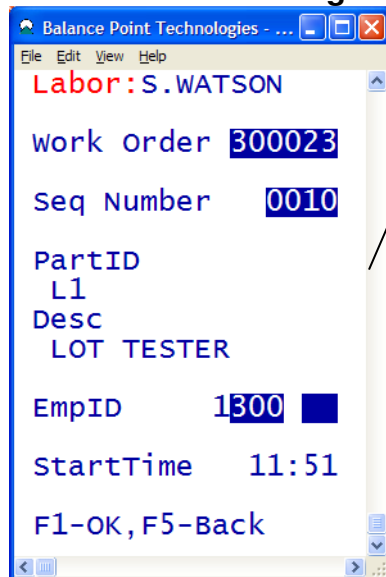 Balance Point Technologies - ...
File Edit View Help
Labor:S.WATSON
Work Order 300023
Seq Number 0010
PartID
L1
Desc
LOT TESTER
EmpID 1300
StartTime 11:51
F1-OK,F5-Back